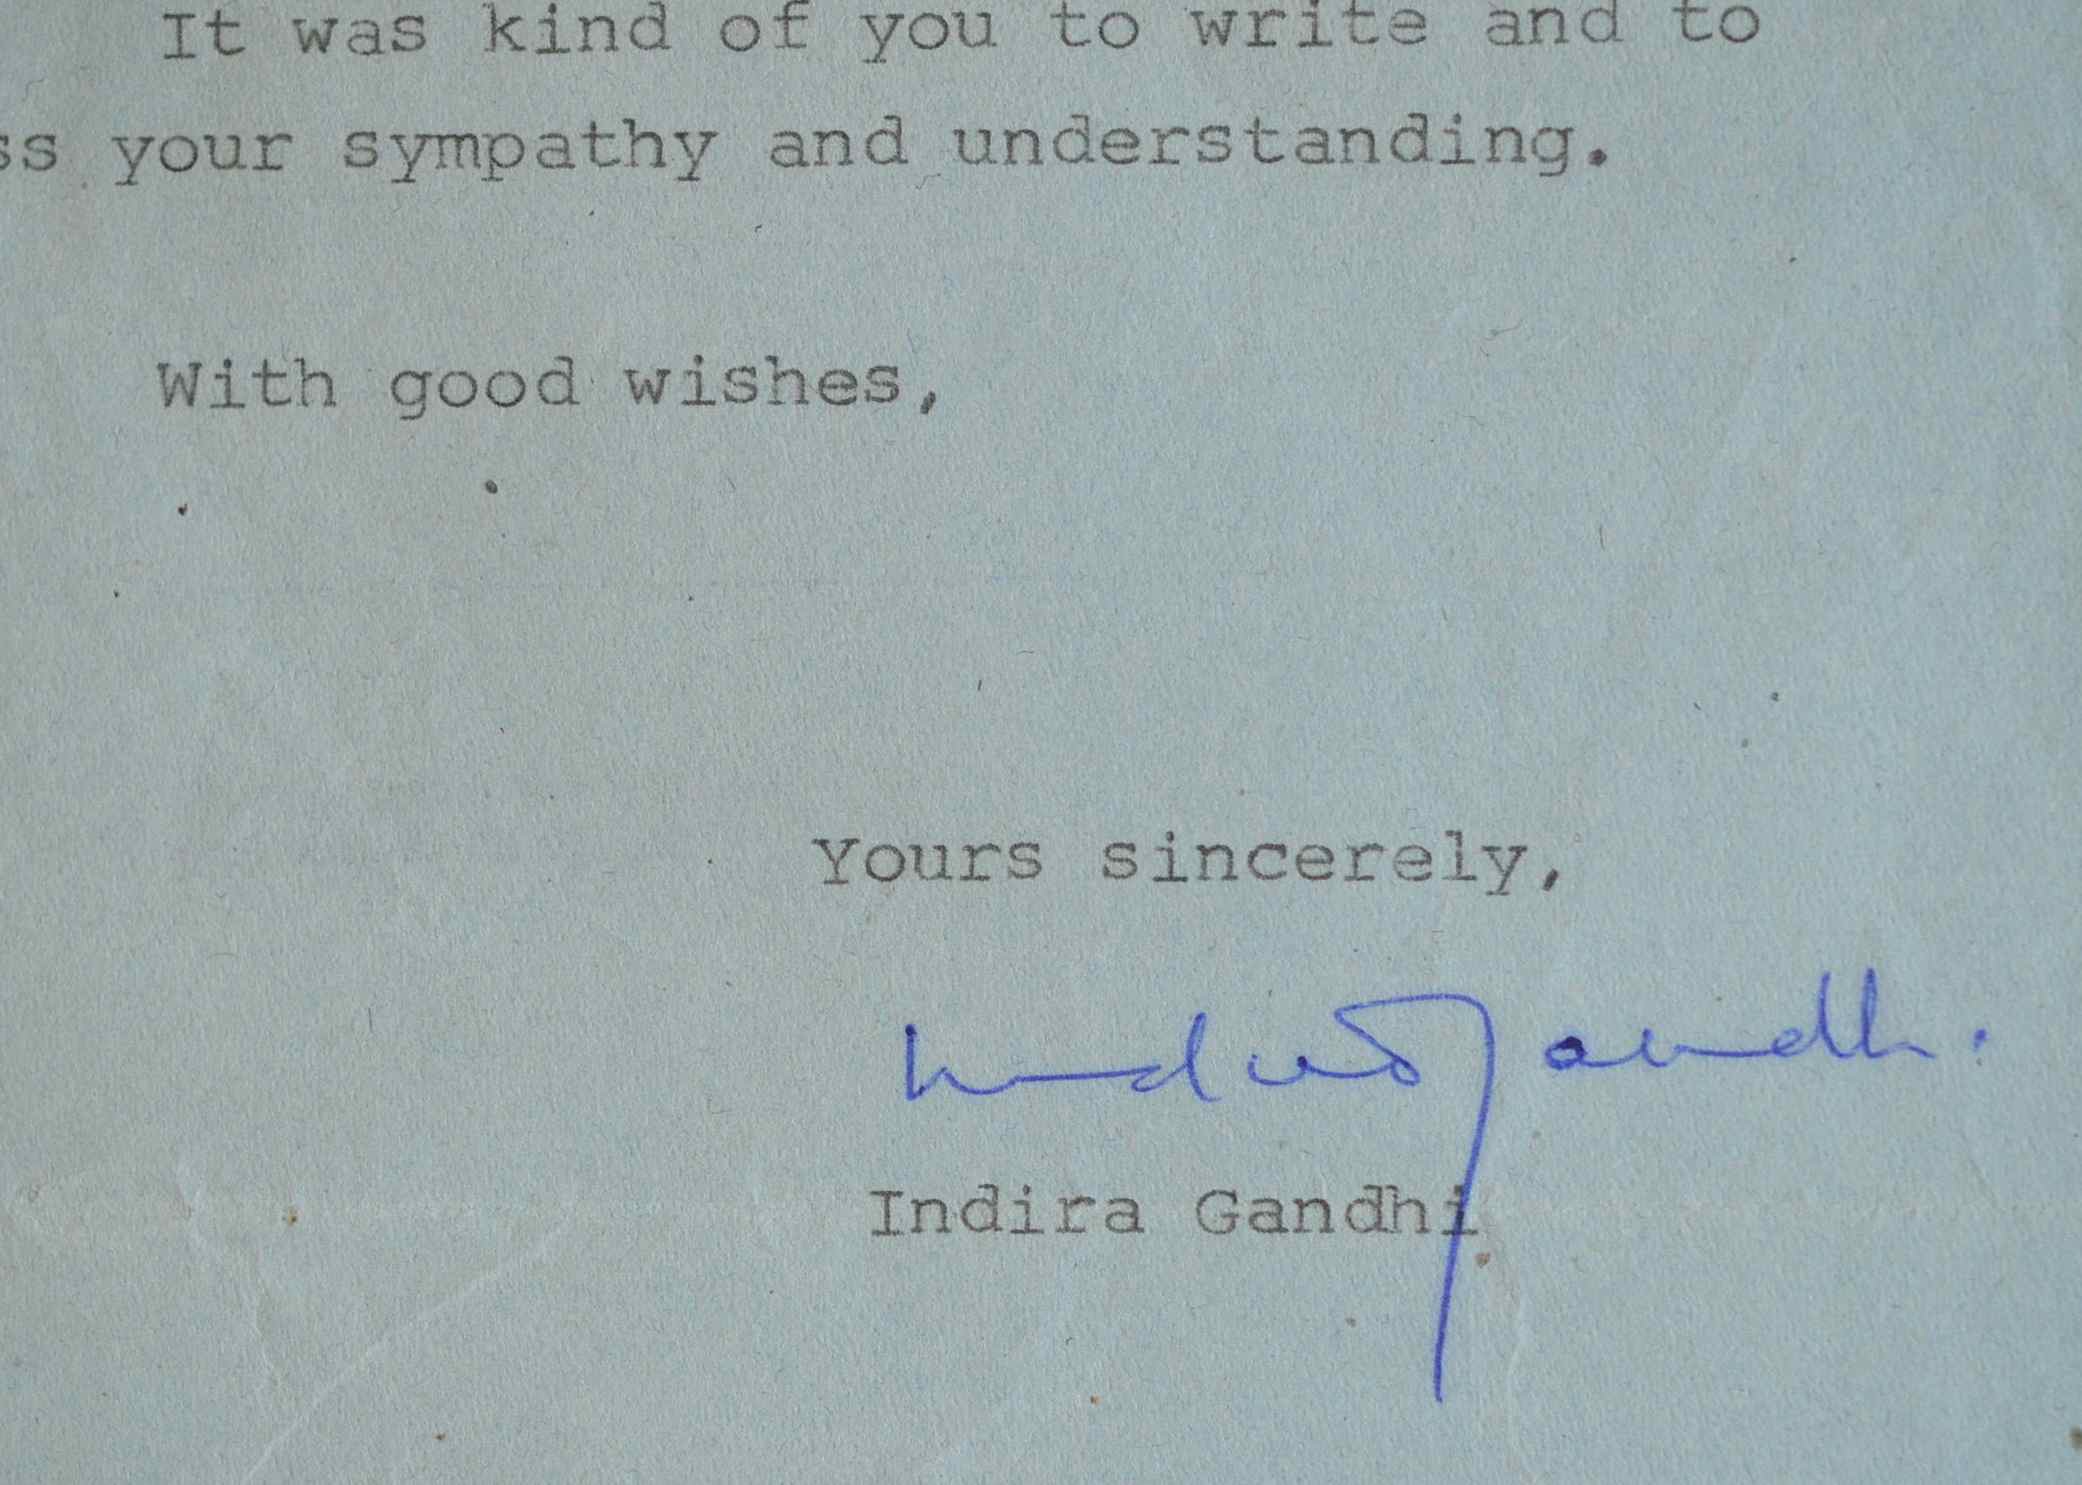 It was kind of you to write and to
ss your sympathy and understanding.
With good wishes,
Yours sincerely,
Indira Gandhi.
Indira Gandhi